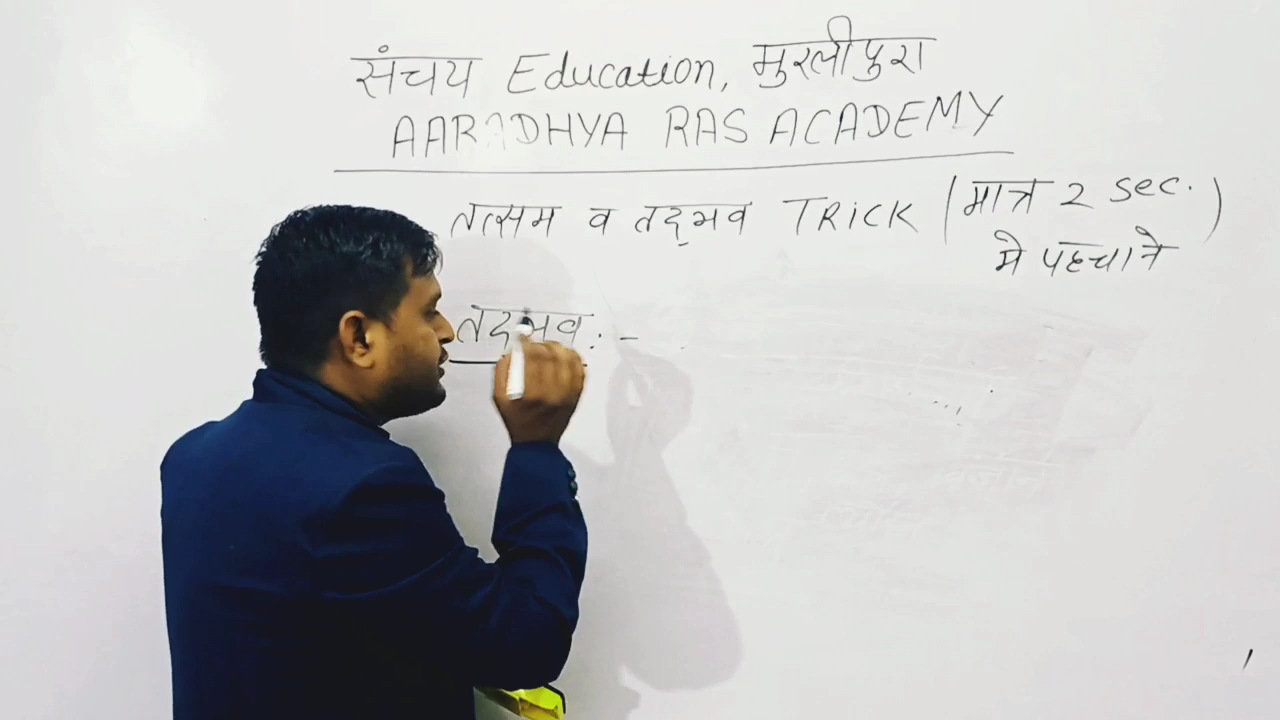 संचय Education, मुरलीपुरा
AARADHYA RAS ACADEMY
तत्सम व तद्भव TRICK (मात्र 2 sec.)
मे पहचाने
तद्भव :-